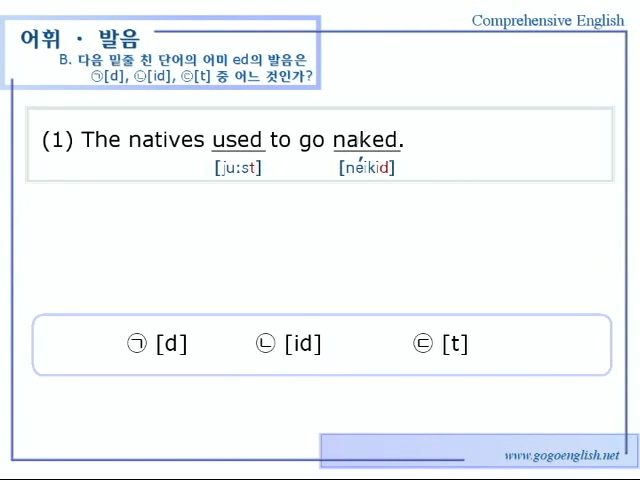 Comprehensive English
어휘 · 발음
B. 다음 밑줄 친 단어의 어미 ed의 발음은
㉠[d], ㉡[id], ㉢[t] 중 어느 것인가?
(1) The natives used to go naked.
[ju:st] [néikid]
㉠ [d] ㉡ [id] ㉢ [t]
www.gogoenglish.net